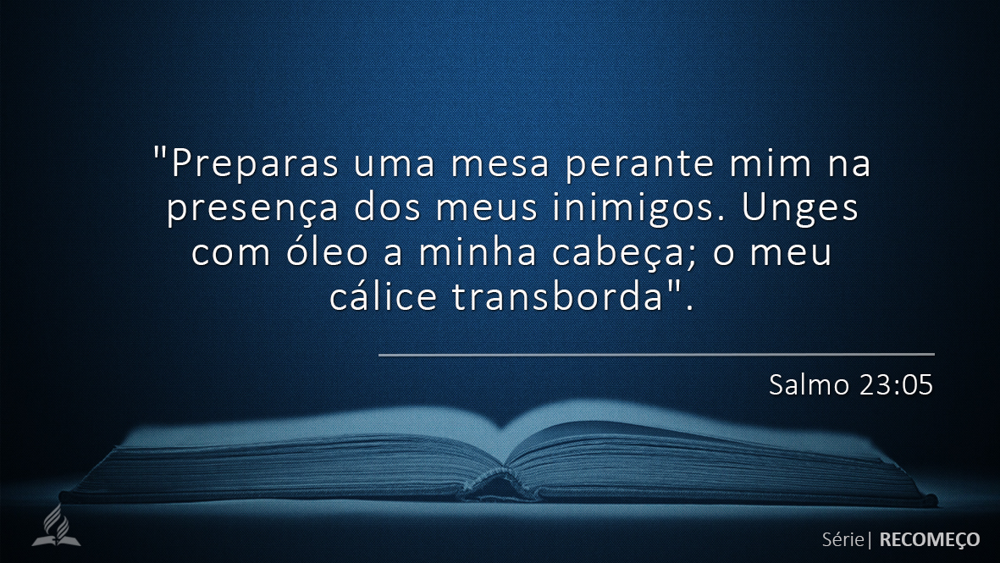 "Preparas uma mesa perante mim na
presença dos meus inimigos. Unges
com óleo a minha cabeça; o meu
cálice transborda".
Salmo 23:05
Série| RECOMEÇO